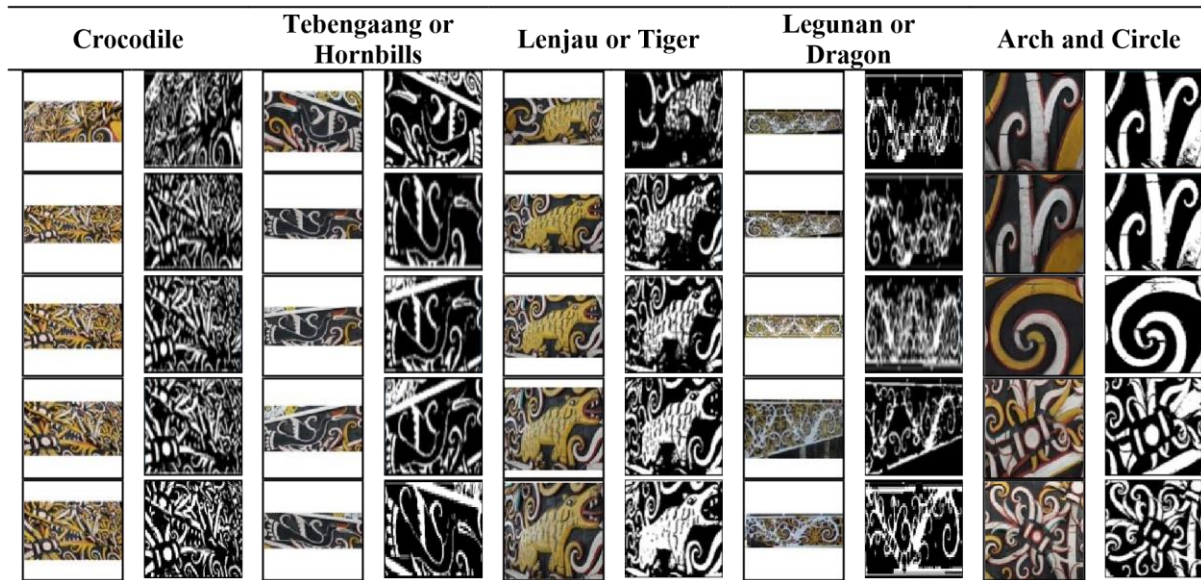 Crocodile
Tebengaang or
Hornbills
Lenjau or Tiger
Legunan or
Dragon
Arch and Circle